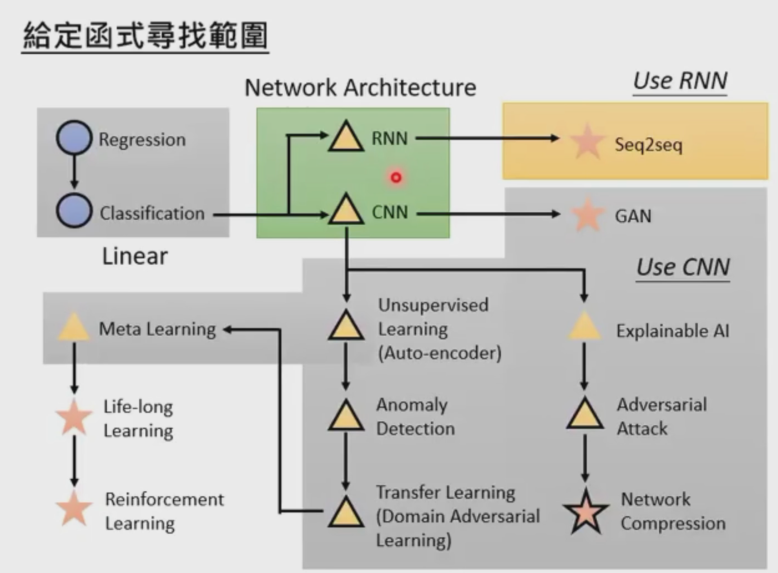 給定函式尋找範圍
Network Architecture
Use RNN
Regression
RNN
Seq2seq
Classification
CNN
GAN
Linear
Use CNN
Meta Learning
Unsupervised
Learning
(Auto-encoder)
Explainable AI
Life-long
Learning
Anomaly
Detection
Adversarial
Attack
Reinforcement
Learning
Transfer Learning
(Domain Adversarial
Learning)
Network
Compression